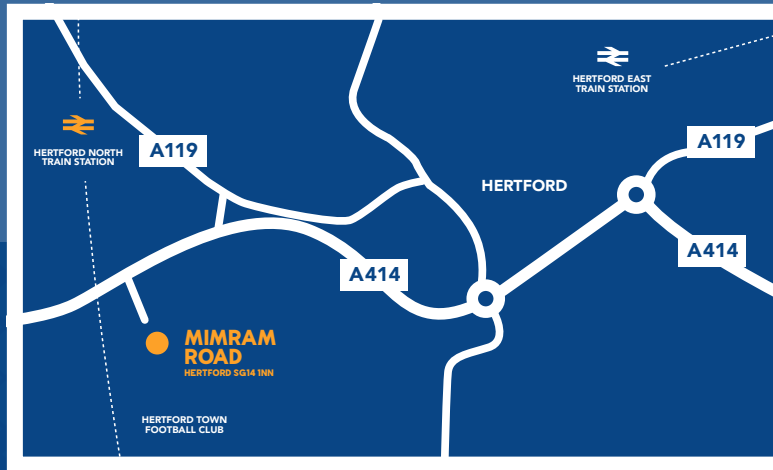 HERTFORD EAST
TRAIN STATION
HERTFORD NORTH
TRAIN STATION
A119
A119
HERTFORD
A414
A414
MIMRAM
ROAD
HERTFORD SG14 1NN
HERTFORD TOWN
FOOTBALL CLUB